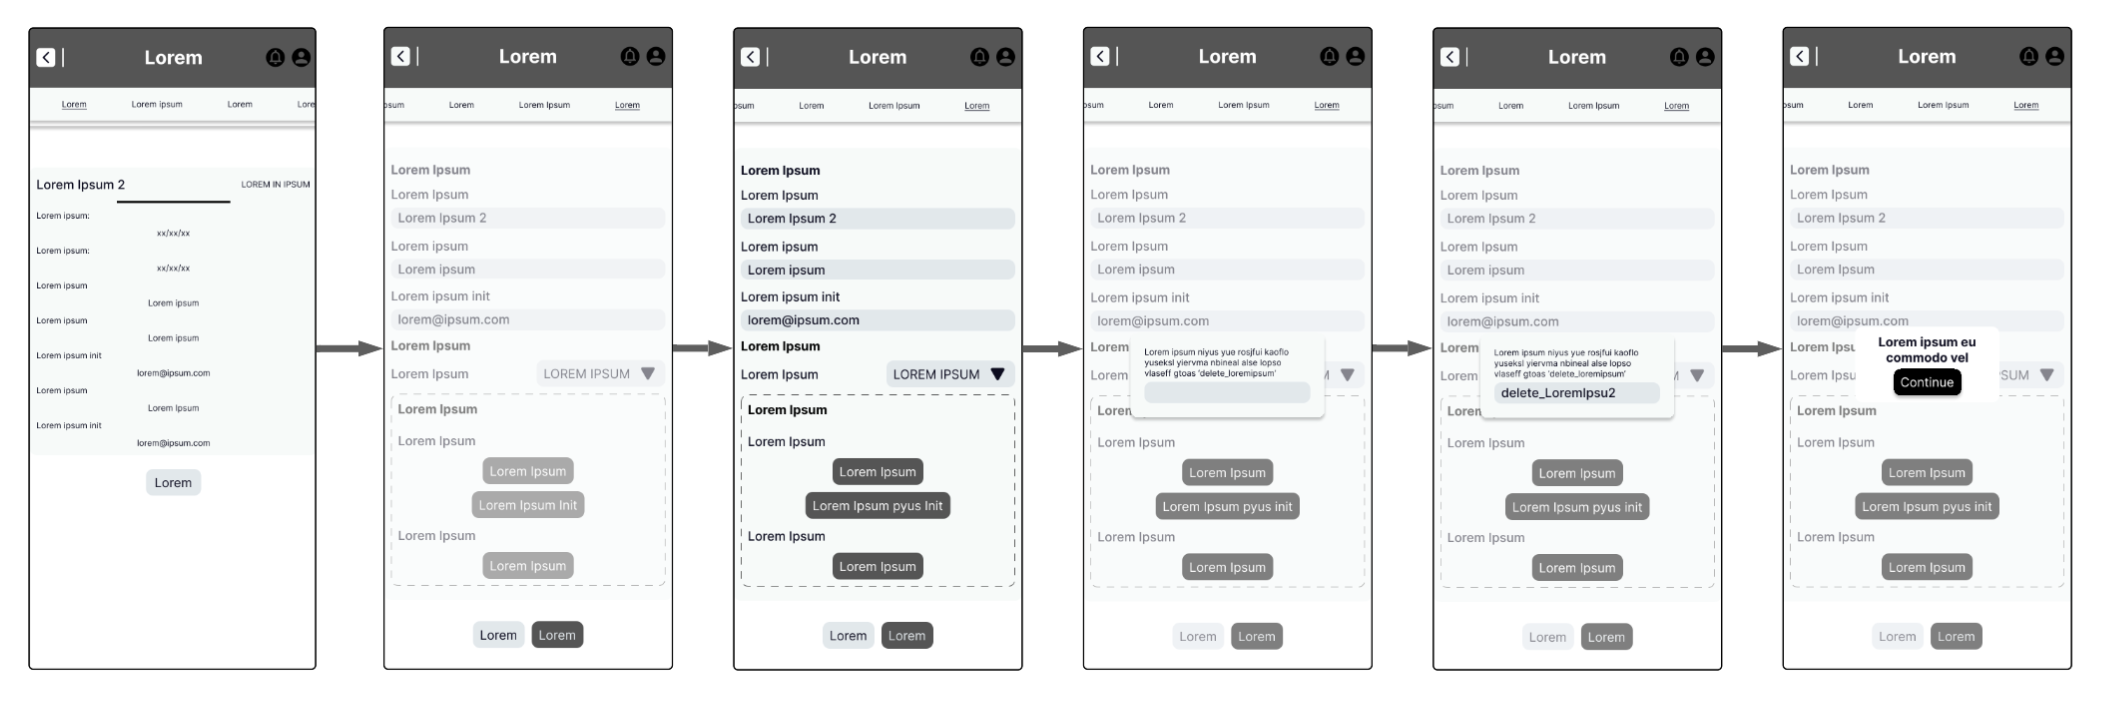 Lorem
Lorem Lorem ipsum Lorem Lore
Lorem Ipsum 2 LOREM IN IPSUM
Lorem ipsum:
xx/xx/xx
Lorem ipsum:
xx/xx/xx
Lorem ipsum
Lorem ipsum
Lorem ipsum
Lorem ipsum
Lorem ipsum init
lorem@ipsum.com
Lorem ipsum
Lorem Ipsum
Lorem ipsum init
lorem@ipsum.com
Lorem
Lorem
psum Lorem Lorem Ipsum Lorem
Lorem Ipsum
Lorem Ipsum
Lorem Ipsum 2
Lorem ipsum
Lorem ipsum
Lorem ipsum init
lorem@ipsum.com
Lorem Ipsum
Lorem Ipsum LOREM IPSUM
Lorem Ipsum
Lorem Ipsum
Lorem Ipsum
Lorem Ipsum Init
Lorem Ipsum
Lorem Ipsum
Lorem Lorem
Lorem
psum Lorem Lorem Ipsum Lorem
Lorem Ipsum
Lorem Ipsum
Lorem Ipsum 2
Lorem ipsum
Lorem ipsum
Lorem ipsum init
lorem@ipsum.com
Lorem Ipsum
Lorem Ipsum LOREM IPSUM
Lorem Ipsum
Lorem Ipsum
Lorem Ipsum
Lorem Ipsum pyus Init
Lorem Ipsum
Lorem Ipsum
Lorem Lorem
Lorem
psum Lorem Lorem Ipsum Lorem
Lorem Ipsum
Lorem Ipsum
Lorem Ipsum 2
Lorem Ipsum
Lorem ipsum
Lorem ipsum init
lorem@ipsum.com
Lorem
Lorem ipsum niyus yue rosjfui kaoflo
yuseksl yiervma nbineal alse lopso
vlaseff gtoas 'delete_loremipsum'
Lorem M
Loren
Lorem Ipsum
Lorem Ipsum
Lorem Ipsum pyus init
Lorem Ipsum
Lorem Ipsum
Lorem Lorem
Lorem
psum Lorem Lorem Ipsum Lorem
Lorem Ipsum
Lorem Ipsum
Lorem Ipsum 2
Lorem Ipsum
Lorem ipsum
Lorem ipsum init
lorem@ipsum.com
Lorem
Lorem ipsum niyus yue rosjfui kaoflo
yuseksl yiervma nbineal alse lopso
vlaseff gtoas 'delete_loremipsum'
Lorem M
delete_LoremIpsu2
Loren
Lorem Ipsum
Lorem Ipsum
Lorem Ipsum pyus init
Lorem Ipsum
Lorem Ipsum
Lorem Lorem
Lorem
psum Lorem Lorem Ipsum Lorem
Lorem Ipsum
Lorem Ipsum
Lorem Ipsum 2
Lorem Ipsum
Lorem ipsum
Lorem ipsum init
lorem@ipsum.com
Lorem Ipsu
Lorem ipsum eu
commodo vel
Lorem Ipsu SUM
Continue
Lorem Ipsum
Lorem Ipsum
Lorem Ipsum
Lorem Ipsum pyus init
Lorem Ipsum
Lorem Ipsum
Lorem Lorem